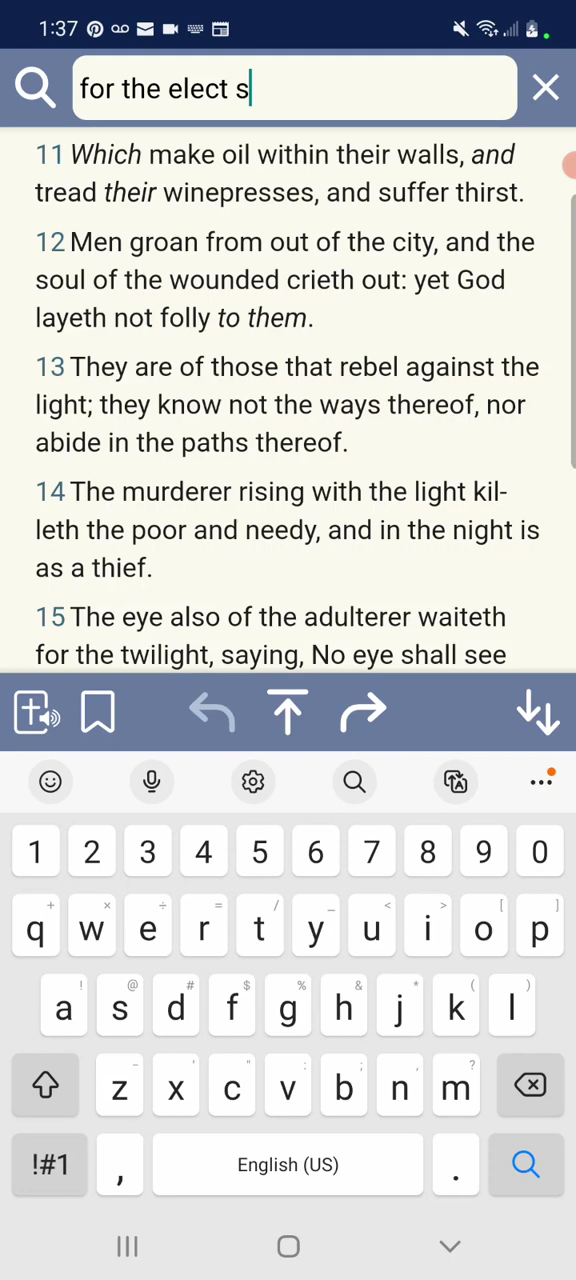 1:37
for the elect s
11 Which make oil within their walls, and
tread their winepresses, and suffer thirst.
12 Men groan from out of the city, and the
soul of the wounded crieth out: yet God
layeth not folly to them.
13 They are of those that rebel against the
light; they know not the ways thereof, nor
abide in the paths thereof.
14 The murderer rising with the light kil-
leth the poor and needy, and in the night is
as a thief.
15 The eye also of the adulterer waiteth
for the twilight, saying, No eye shall see
1 2 3 4 5 6 7 8 9 0
+ × ÷ = / _ < > [ ]
q w e r t y u i o p
! @ # $ % & * ( )
a s d f g h j k l
- ' " : ; , ?
z x c v b n m
!#1 , English (US) .